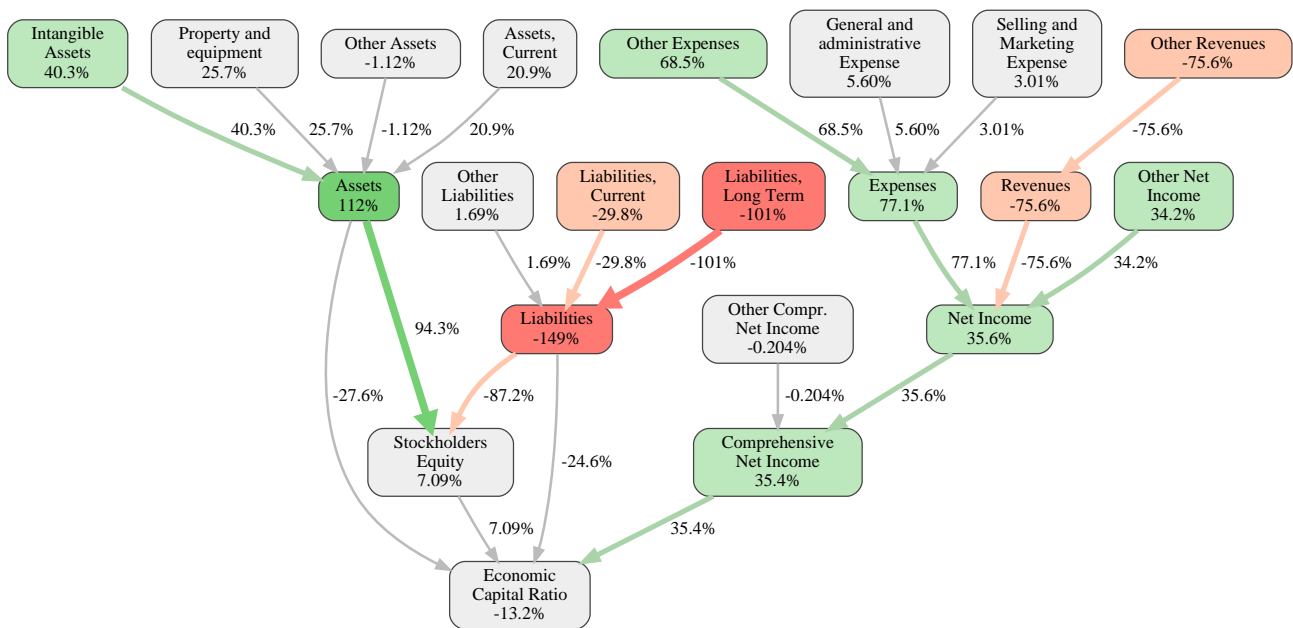 Intangible
Assets
40.3%
Property and
equipment
25.7%
Other Assets
-1.12%
Assets,
Current
20.9%
Other Expenses
68.5%
General and
administrative
Expense
5.60%
Selling and
Marketing
Expense
3.01%
Other Revenues
-75.6%
40.3%
25.7%
-1.12%
20.9%
68.5%
5.60%
3.01%
-75.6%
Assets
112%
Other
Liabilities
1.69%
Liabilities,
Current
-29.8%
Liabilities,
Long Term
-101%
Expenses
77.1%
Revenues
-75.6%
Other Net
Income
34.2%
1.69%
-29.8%
-101%
77.1%
-75.6%
34.2%
Liabilities
-149%
Other Compr.
Net Income
-0.204%
Net Income
35.6%
94.3%
-27.6%
-87.2%
-0.204%
35.6%
Stockholders
Equity
7.09%
-24.6%
Comprehensive
Net Income
35.4%
7.09%
35.4%
Economic
Capital Ratio
-13.2%